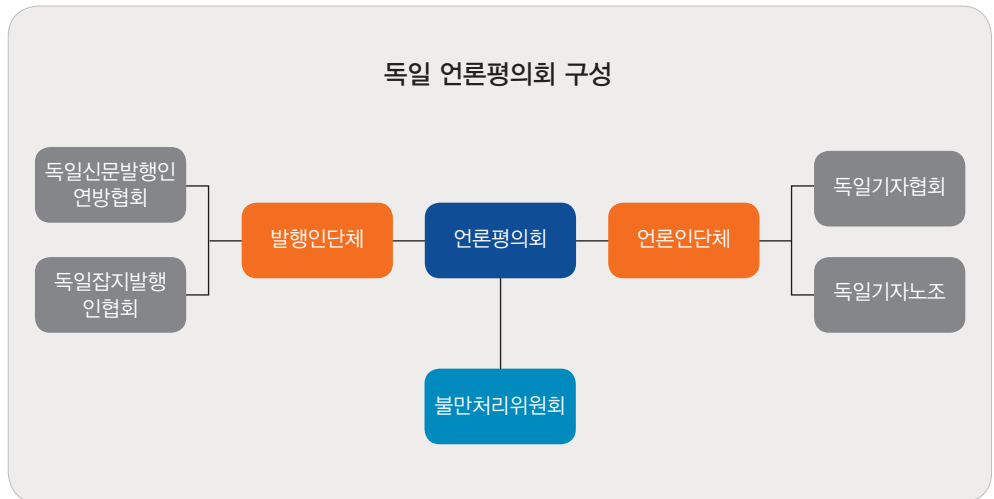 독일 언론평의회 구성
독일신문발행인
연방협회
독일잡지발행
인협회
발행인단체
언론평의회
언론인단체
독일기자협회
독일기자노조
불만처리위원회